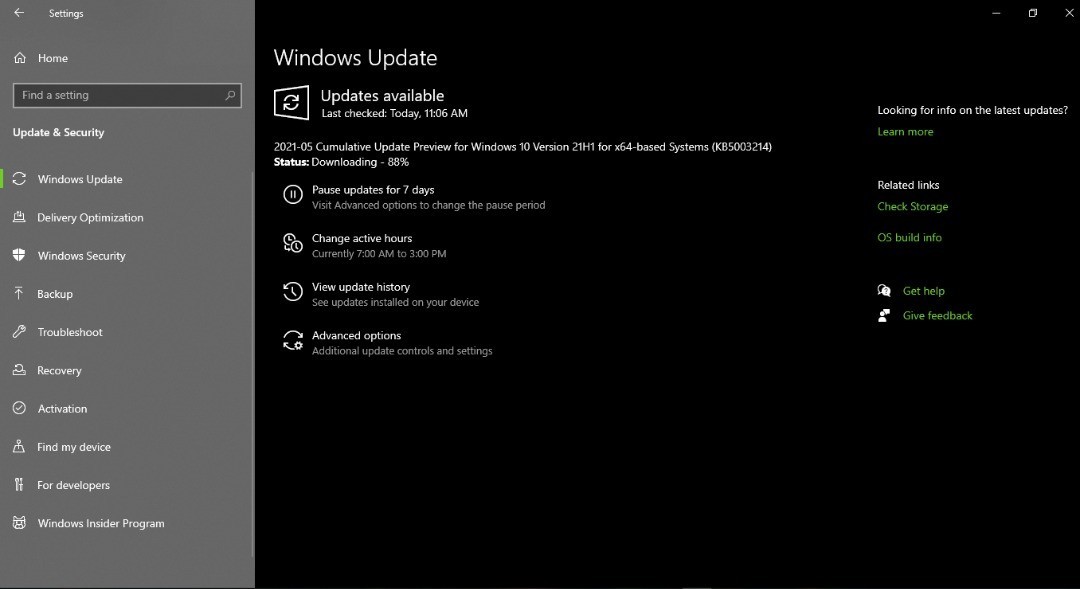 Settings
Home
Find a setting
Update & Security
Windows Update
Delivery Optimization
Windows Security
Backup
Troubleshoot
Recovery
Activation
Find my device
For developers
Windows Insider Program
Windows Update
Updates available
Last checked: Today, 11:06 AM
2021-05 Cumulative Update Preview for Windows 10 Version 21H1 for x64-based Systems (KB5003214)
Status: Downloading - 88%
Pause updates for 7 days
Visit Advanced options to change the pause period
Change active hours
Currently 7:00 AM to 3:00 PM
View update history
See updates installed on your device
Advanced options
Additional update controls and settings
Looking for info on the latest updates?
Learn more
Related links
Check Storage
OS build info
Get help
Give feedback